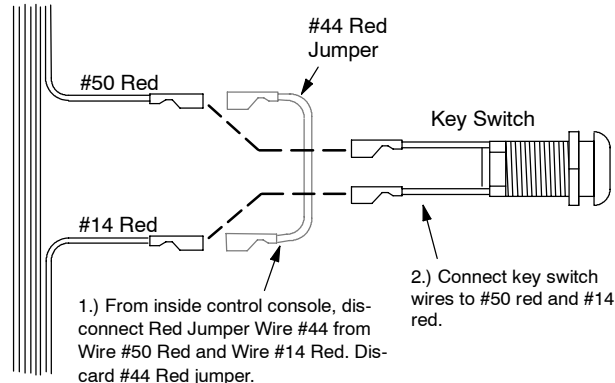 #44 Red
Jumper
#50 Red
Key Switch
#14 Red
1.) From inside control console, dis-
connect Red Jumper Wire #44 from
Wire #50 Red and Wire #14 Red. Dis-
card #44 Red jumper.
2.) Connect key switch
wires to #50 red and #14
red.